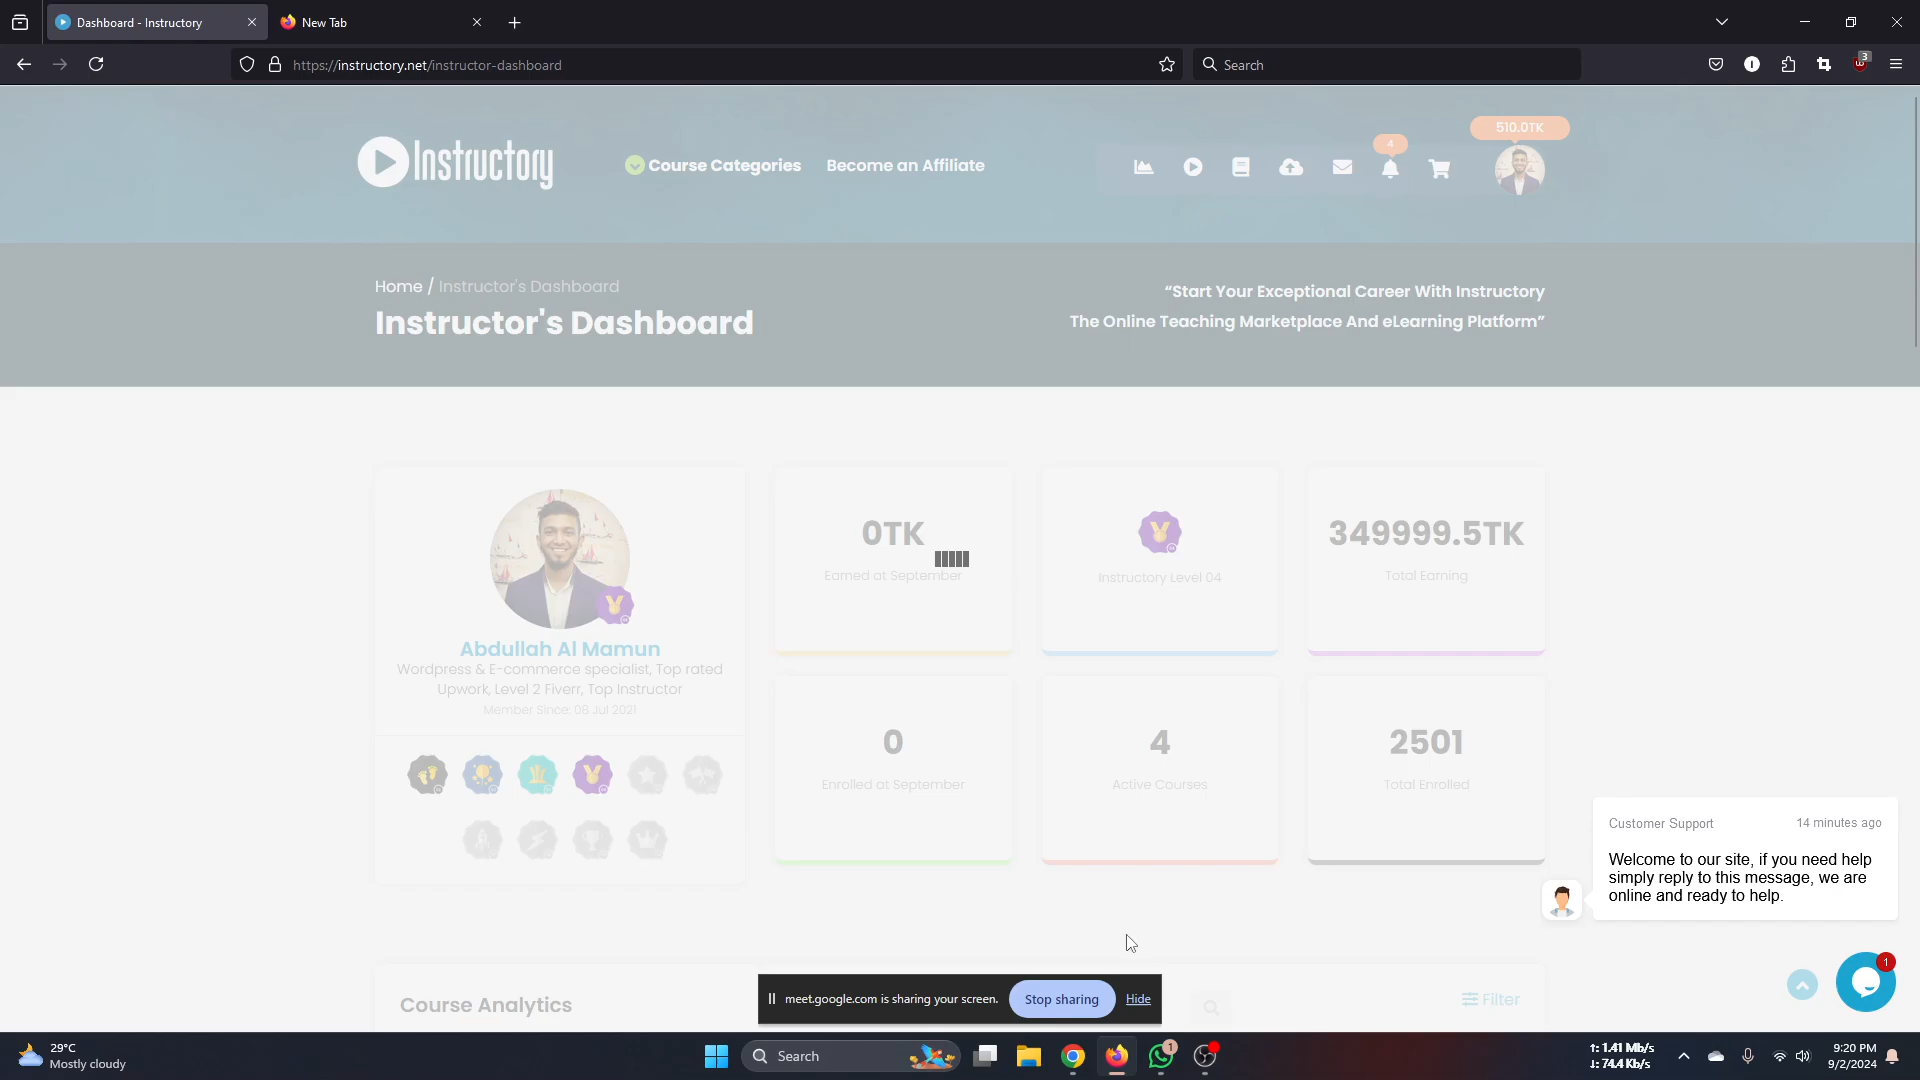 Dashboard - Instructory
New Tab
https://instructory.net/instructor-dashboard
Search
3
Instructory
Course Categories
Become an Affiliate
4
510.0TK
Home / Instructor's Dashboard
Instructor's Dashboard
“Start Your Exceptional Career With Instructory
The Online Teaching Marketplace And eLearning Platform”
Abdullah Al Mamun
Wordpress & E-commerce specialist, Top rated
Upwork, Level 2 Fiverr, Top Instructor
Member Since: 06 Jul 2021
0TK
Earned at September
Instructory Level 04
349999.5TK
Total Earning
0
Enrolled at September
4
Active Courses
2501
Total Enrolled
Customer Support
14 minutes ago
Welcome to our site, if you need help
simply reply to this message, we are
online and ready to help.
1
Course Analytics
Filter
meet.google.com is sharing your screen.
Stop sharing
Hide
29°C
Mostly cloudy
Search
1
↑: 1.41 Mb/s
↓: 74.4 Kb/s
9:20 PM
9/2/2024